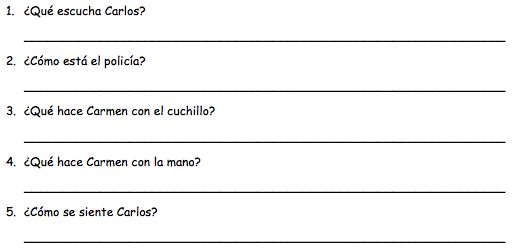 1. ¿Qué escucha Carlos?
2. ¿Cómo está el policía?
3. ¿Qué hace Carmen con el cuchillo?
4. ¿Qué hace Carmen con la mano?
5. ¿Cómo se siente Carlos?